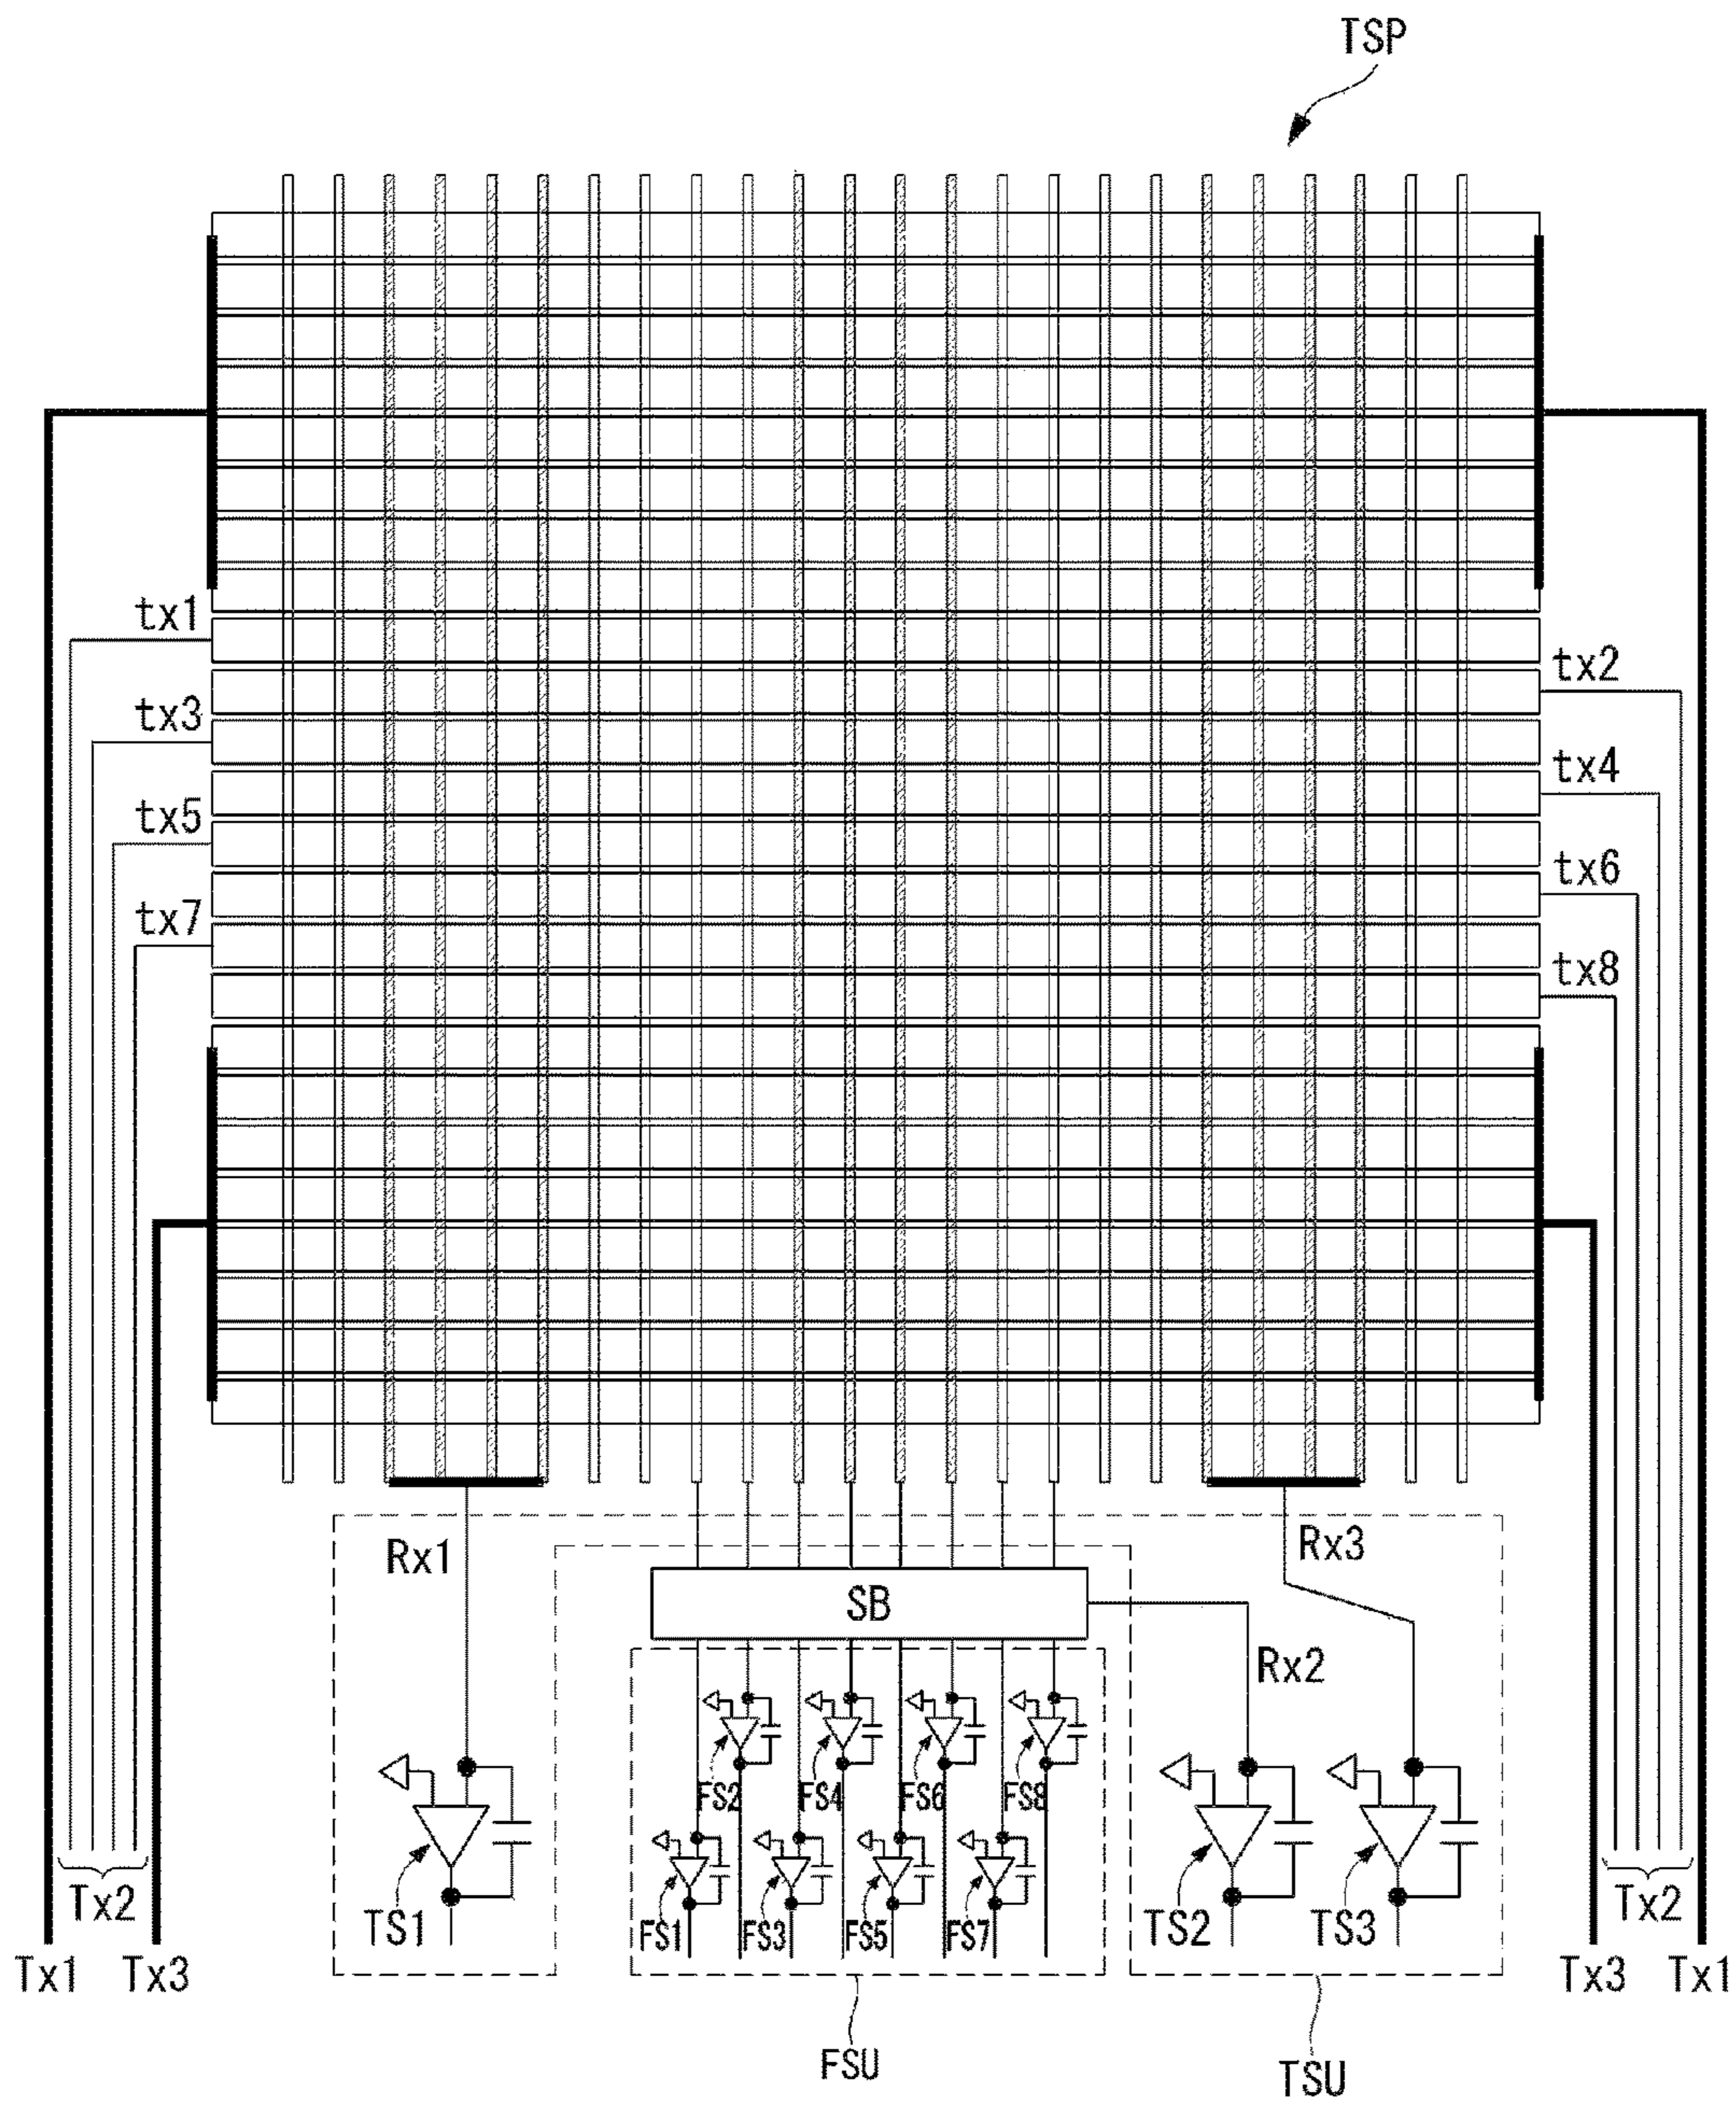 TSP
tx1
tx2
tx3
tx4
tx5
tx6
tx7
tx8
Rx1
Rx3
SB
Rx2
FS2 FS4 FS6 FS8
Tx2
TS1
FS1 FS3 FS5 FS7
TS2
TS3
Tx2
Tx1
Tx3
Tx3
Tx1
FSU
TSU